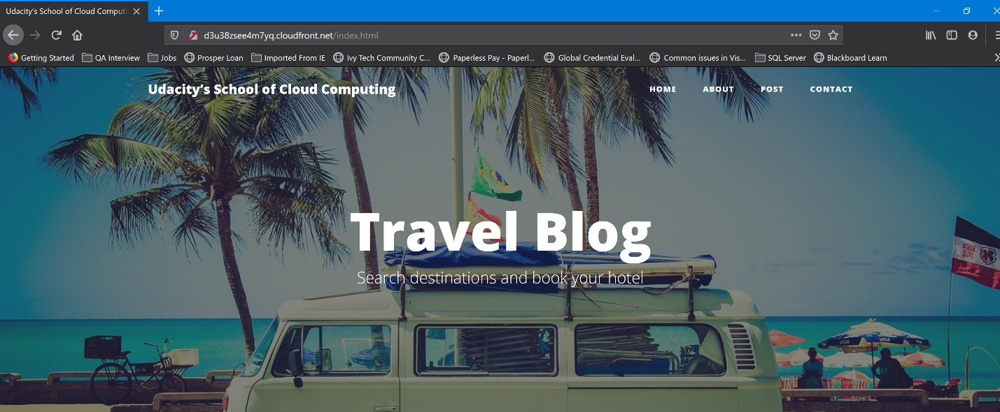 Udacity's School of Cloud Computi
d3u38zsee4m7yq.cloudfront.net/index.html
Getting Started QA Interview Jobs Prosper Loan Imported From IE Ivy Tech Community C... Paperless Pay - Paperl... Global Credential Eval... Common issues in Vis... SQL Server Blackboard Learn
Udacity's School of Cloud Computing HOME ABOUT POST CONTACT
Travel Blog
Search destinations and book your hotel
VISA VISA